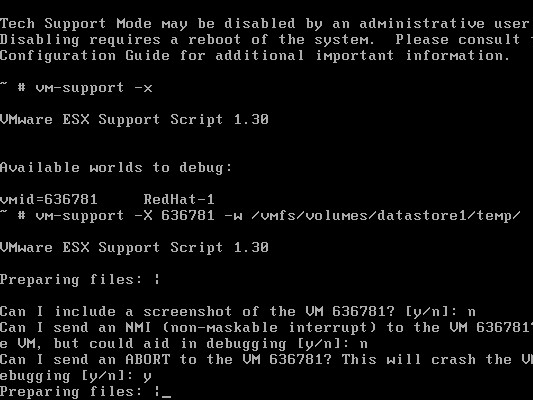 Tech Support Mode may be disabled by an administrative user
Disabling requires a reboot of the system.  Please consult
Configuration Guide for additional important information.
~ # vm-support -x
VMware ESX Support Script 1.30
Available worlds to debug:
vmid=636781      RedHat-1
~ # vm-support -X 636781 -w /vmfs/volumes/datastore1/temp/
VMware ESX Support Script 1.30
Preparing files: ¦
Can I include a screenshot of the VM 636781? [y/n]: n
Can I send an NMI (non-maskable interrupt) to the VM 636781?
e VM, but could aid in debugging [y/n]: n
Can I send an ABORT to the VM 636781? This will crash the VM
ebugging [y/n]: y
Preparing files: ¦_